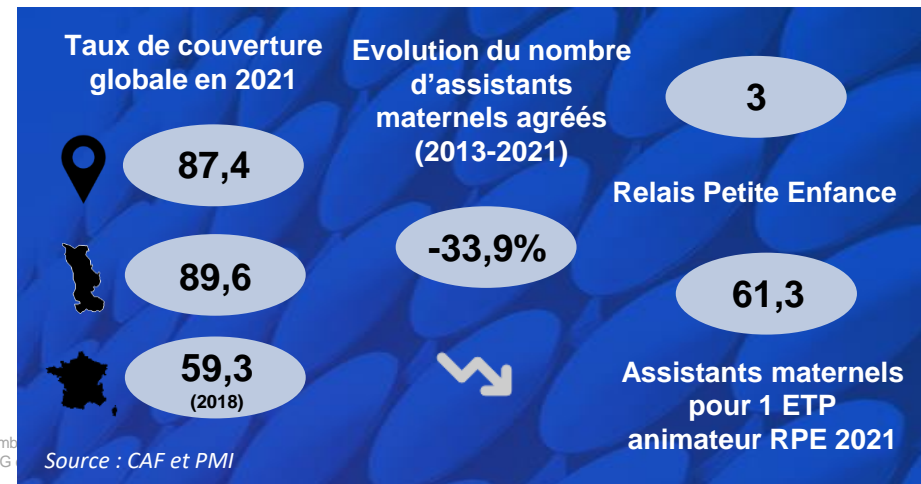 Taux de couverture
globale en 2021
87,4
89,6
59,3
(2018)
Evolution du nombre
d’assistants
maternels agréés
(2013-2021)
-33,9%
3
Relais Petite Enfance
61,3
Assistants maternels
pour 1 ETP
animateur RPE 2021
Source : CAF et PMI